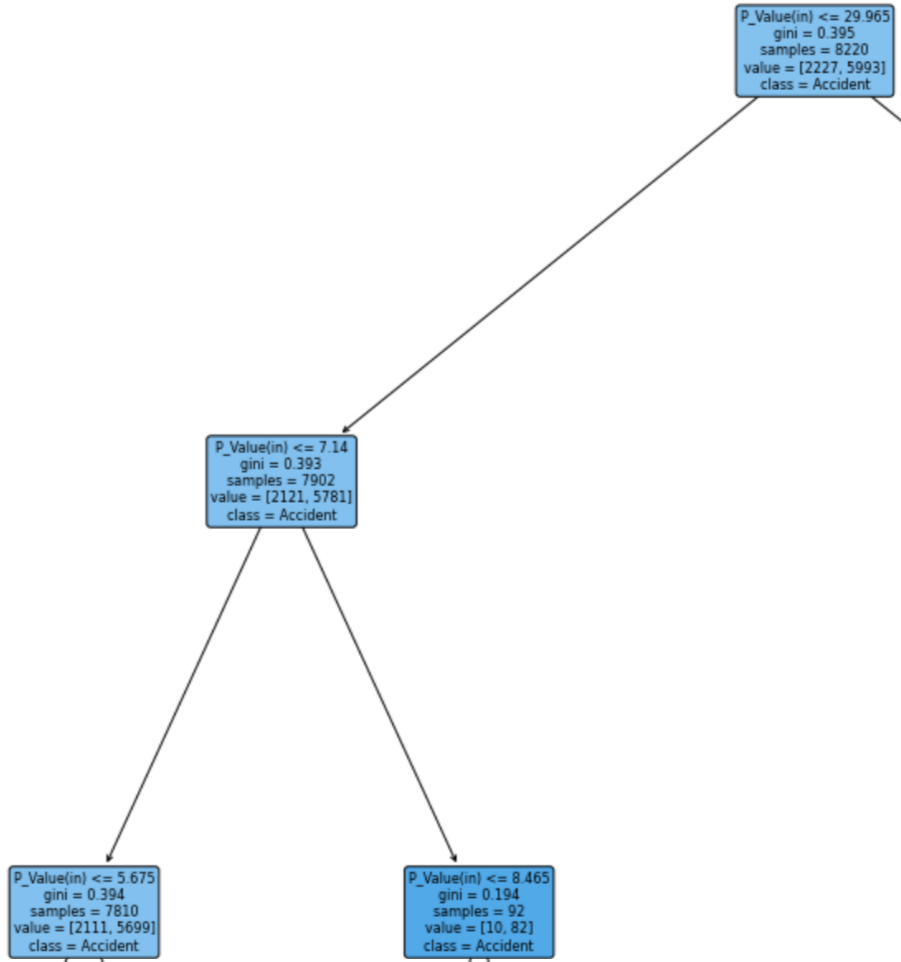 P_Value(in) <= 29.965
gini = 0.395
samples = 8220
value = [2227, 5993]
class = Accident
P_Value(in) <= 7.14
gini = 0.393
samples = 7902
value = [2121, 5781]
class = Accident
P_Value(in) <= 5.675
gini = 0.394
samples = 7810
value = [2111, 5699]
class = Accident
P_Value(in) <= 8.465
gini = 0.194
samples = 92
value = [10, 82]
class = Accident